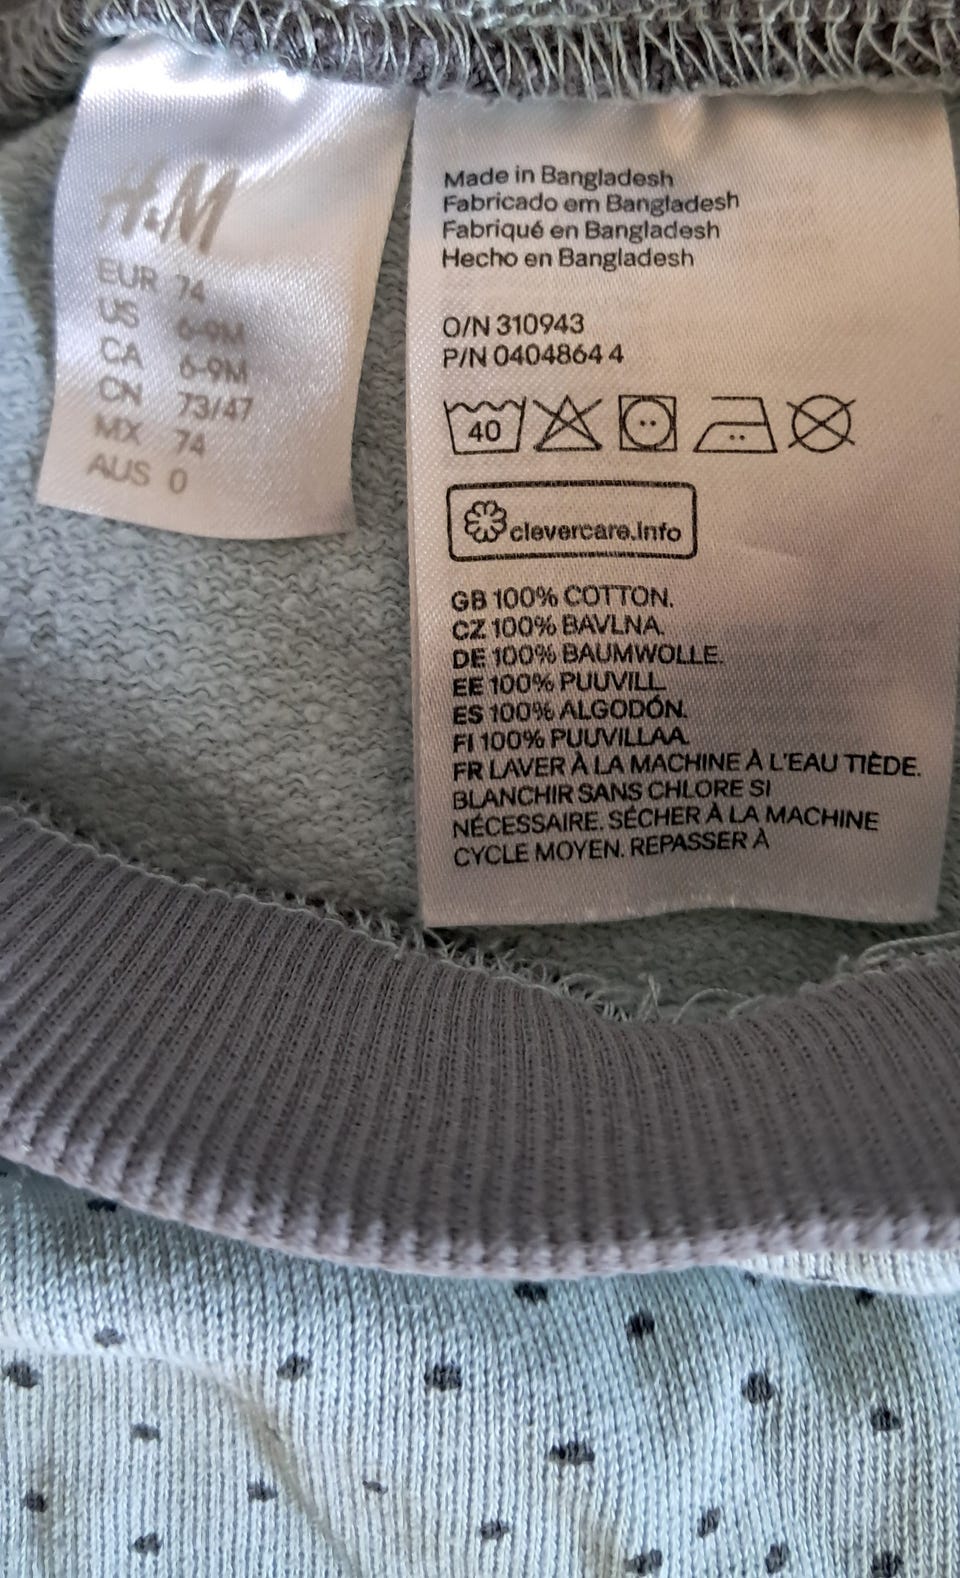 H&M
EUR 74
US 6-9M
CA 6-9M
CN 73/47
MX 74
AUS 0
Made in Bangladesh
Fabricado em Bangladesh
Fabriqué en Bangladesh
Hecho en Bangladesh
O/N 310943
P/N 0404864 4
40
clevercare.info
GB 100% COTTON.
CZ 100% BAVLNA.
DE 100% BAUMWOLLE.
EE 100% PUUVILL.
ES 100% ALGODÓN.
FI 100% PUUVILLAA.
FR LAVER À LA MACHINE À L'EAU TIÈDE.
BLANCHIR SANS CHLORE SI
NÉCESSAIRE. SÉCHER À LA MACHINE
CYCLE MOYEN. REPASSER À